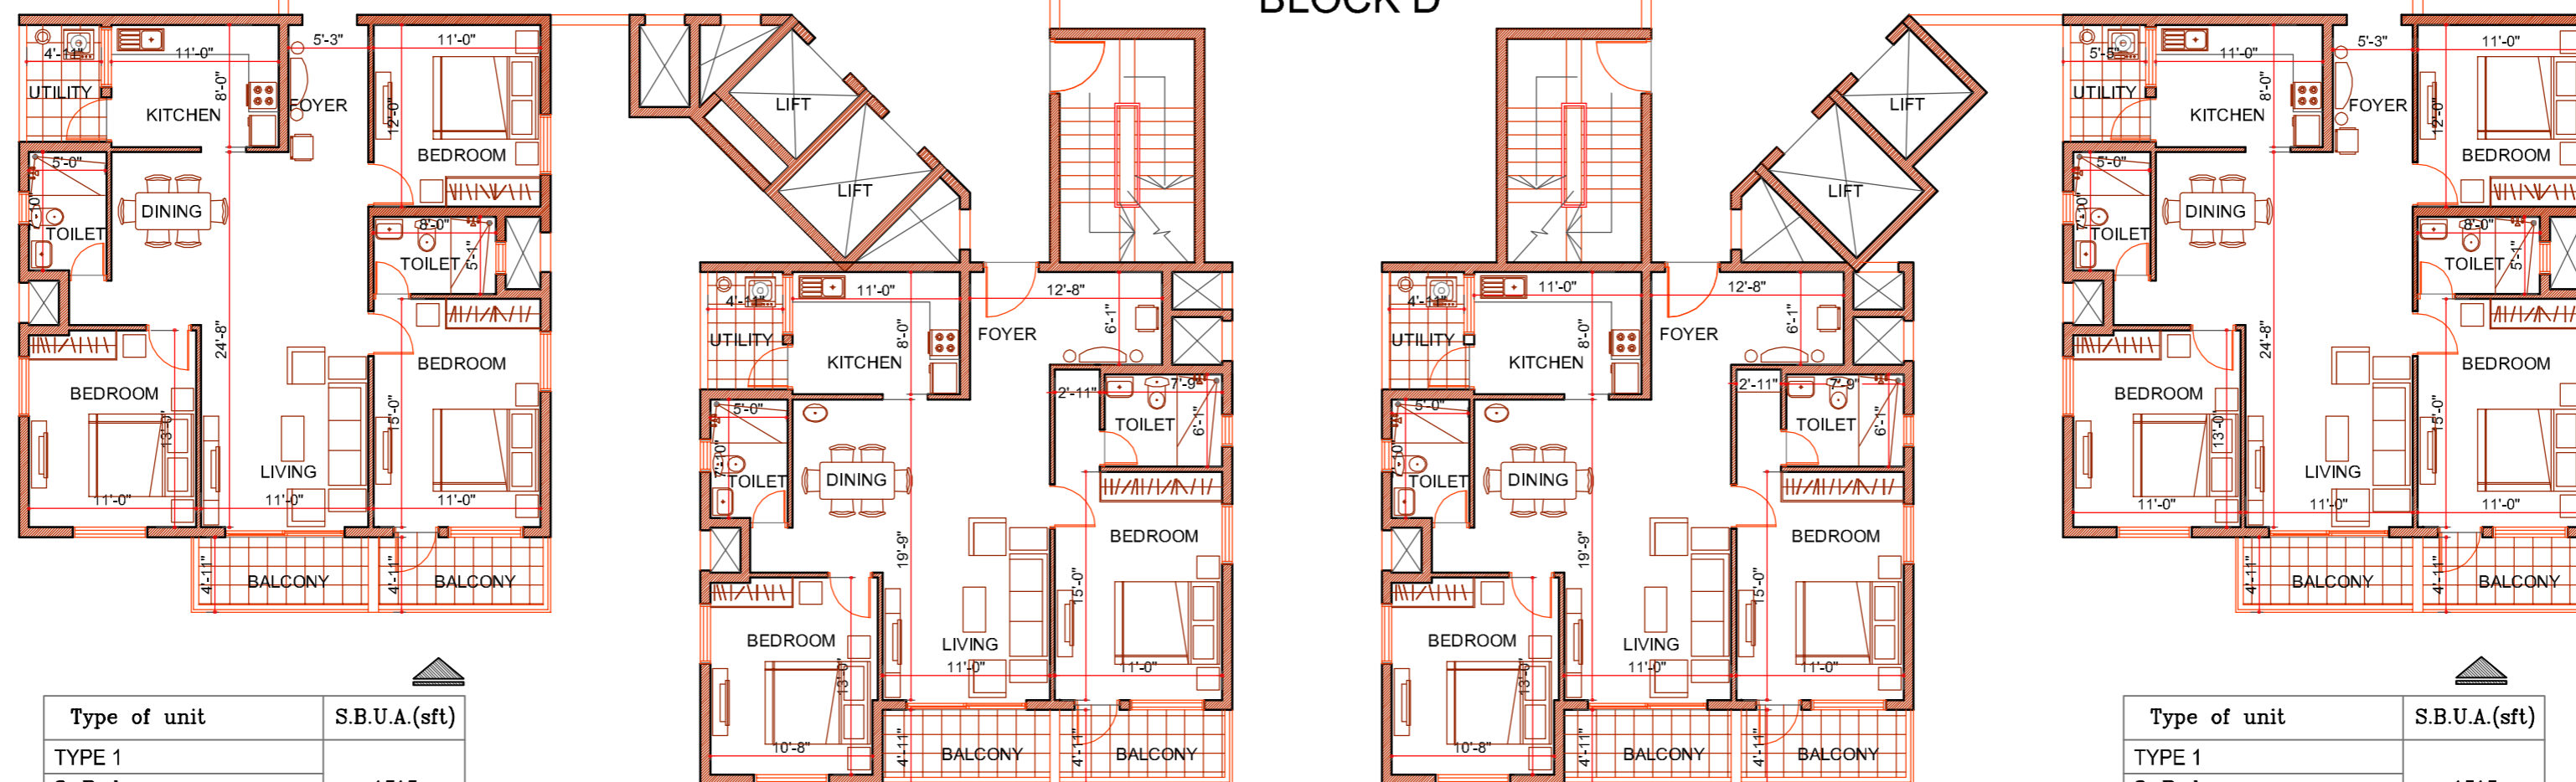 BLOCK D
4'-11"
11'-0"
8'-0"
UTILITY
KITCHEN
5'-3"
FOYER
11'-0"
12'-0"
BEDROOM
5'-0"
7'-10"
TOILET
DINING
8'-0"
TOILET
5'-1"
24'-8"
BEDROOM
13'-0"
11'-0"
LIVING
11'-0"
BEDROOM
15'-0"
11'-0"
4'-11"
BALCONY
4'-11"
BALCONY
LIFT
LIFT
4'-11"
11'-0"
8'-0"
UTILITY
KITCHEN
12'-8"
FOYER
6'-1"
5'-0"
7'-10"
TOILET
DINING
2'-11"
7'-9"
TOILET
6'-1"
19'-9"
BEDROOM
13'-0"
10'-8"
LIVING
11'-0"
BEDROOM
15'-0"
11'-0"
4'-11"
BALCONY
4'-11"
BALCONY
LIFT
LIFT
4'-11"
11'-0"
8'-0"
UTILITY
KITCHEN
12'-8"
FOYER
6'-1"
5'-0"
7'-10"
TOILET
DINING
2'-11"
7'-9"
TOILET
6'-1"
19'-9"
BEDROOM
13'-0"
10'-8"
LIVING
11'-0"
BEDROOM
15'-0"
11'-0"
4'-11"
BALCONY
4'-11"
BALCONY
5'-5"
11'-0"
8'-0"
UTILITY
KITCHEN
5'-3"
FOYER
11'-0"
12'-0"
BEDROOM
5'-0"
7'-10"
TOILET
DINING
8'-0"
TOILET
5'-1"
24'-8"
BEDROOM
13'-0"
11'-0"
LIVING
11'-0"
BEDROOM
15'-0"
11'-0"
4'-11"
BALCONY
4'-11"
BALCONY
Type of unit S.B.U.A.(sft)
TYPE 1
Type of unit S.B.U.A.(sft)
TYPE 1